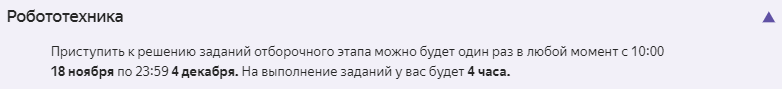 Робототехника
Приступить к решению заданий отборочного этапа можно будет один раз в любой момент с 10:00
18 ноября по 23:59 4 декабря. На выполнение заданий у вас будет 4 часа.